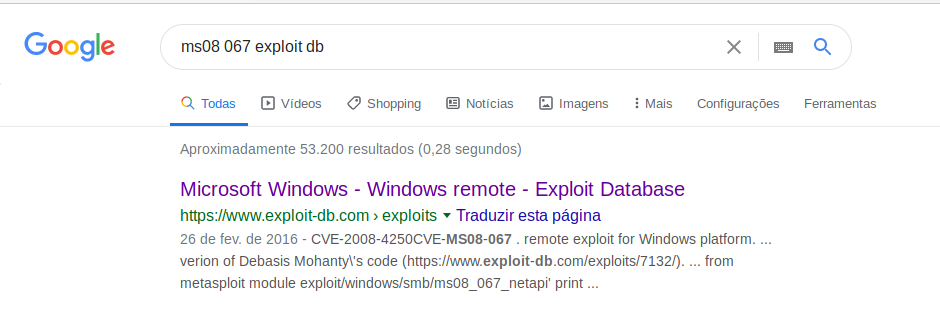 Google
ms08 067 exploit db
Todas Vídeos Shopping Notícias Imagens Mais Configurações Ferramentas
Aproximadamente 53.200 resultados (0,28 segundos)
Microsoft Windows - Windows remote - Exploit Database
https://www.exploit-db.com › exploits Traduzir esta página
26 de fev. de 2016 - CVE-2008-4250CVE-MS08-067 . remote exploit for Windows platform. ...
verion of Debasis Mohanty\'s code (https://www.exploit-db.com/exploits/7132/). ... from
metasploit module exploit/windows/smb/ms08_067_netapi' print ...